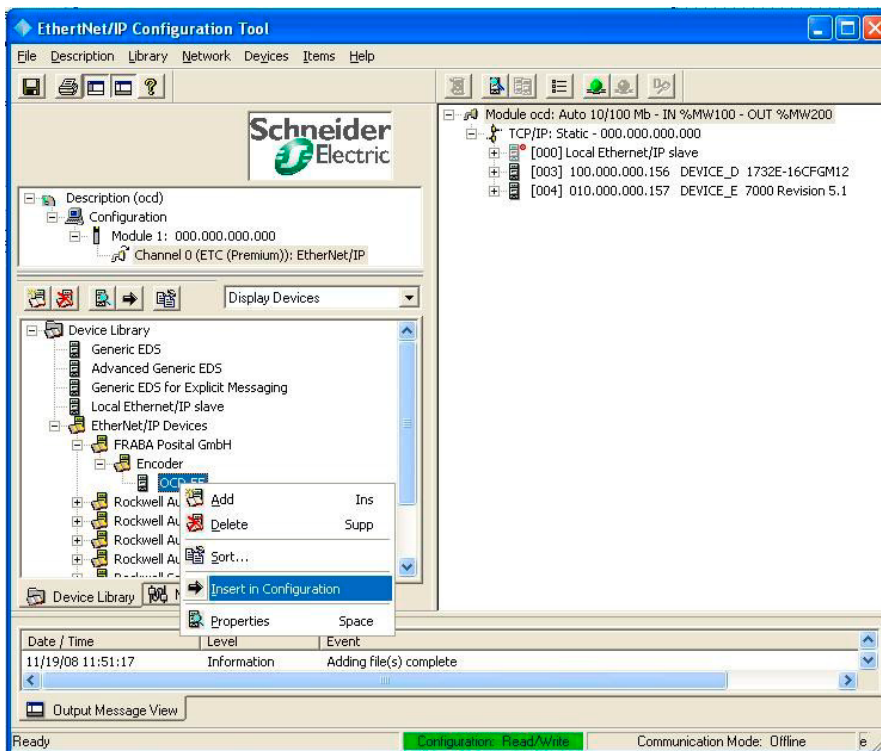 EthertNet/IP Configuration Tool
File Description Library Network Devices Items Help
Schneider
Electric
Description (ocd)
Configuration
Module 1: 000.000.000.000
Channel 0 (ETC (Premium)): EtherNet/IP
Display Devices
Device Library
Generic EDS
Advanced Generic EDS
Generic EDS for Explicit Messaging
Local Ethernet/IP slave
EtherNet/IP Devices
FRABA Posital GmbH
Encoder
Rockwell Au
Rockwell Au
Rockwell Au
Rockwell Au
Add Ins
Delete Supp
Sort...
Insert in Configuration
Properties Space
Device Library
Module ocd: Auto 10/100 Mb - IN %MW100 - OUT %MW200
TCP/IP: Static - 000.000.000.000
[000] Local Ethernet/IP slave
[003] 100.000.000.156 DEVICE_D 1732E-16CFGM12
[004] 010.000.000.157 DEVICE_E 7000 Revision 5.1
Date / Time Level Event
11/19/08 11:51:17 Information Adding file(s) complete
Output Message View
Ready Configuration: Read/Write Communication Mode: Offline